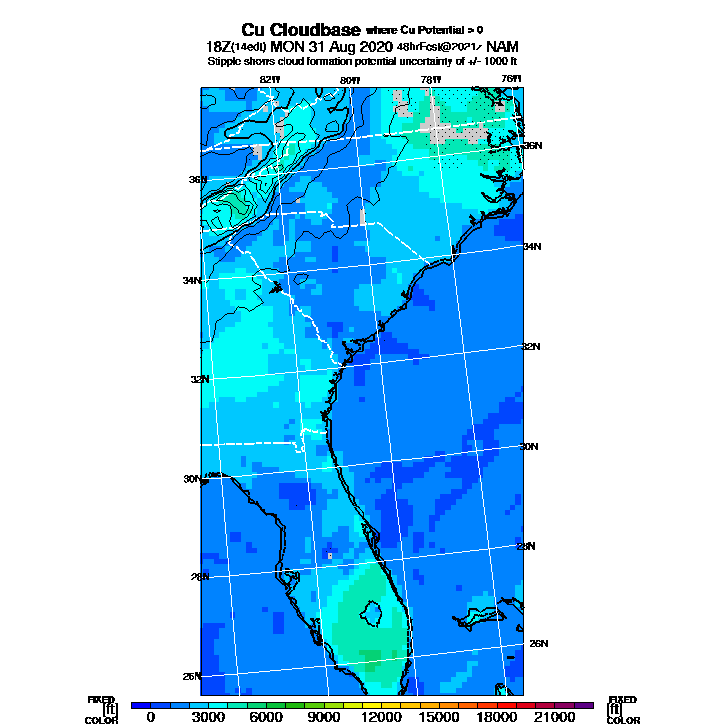 Cu Cloudbase where Cu Potential > 0
18Z(14edt) MON 31 Aug 2020 48hrFcst@2021z NAM
Stipple shows cloud formation potential uncertainty of +/- 1000 ft
82W 80W 78W 76W
36N
36N
34N
34N
32N
32N
30N
30N
28N
28N
26N
26N
FIXED FIXED
[ft] 0 3000 6000 9000 12000 15000 18000 21000 [ft]
COLOR COLOR